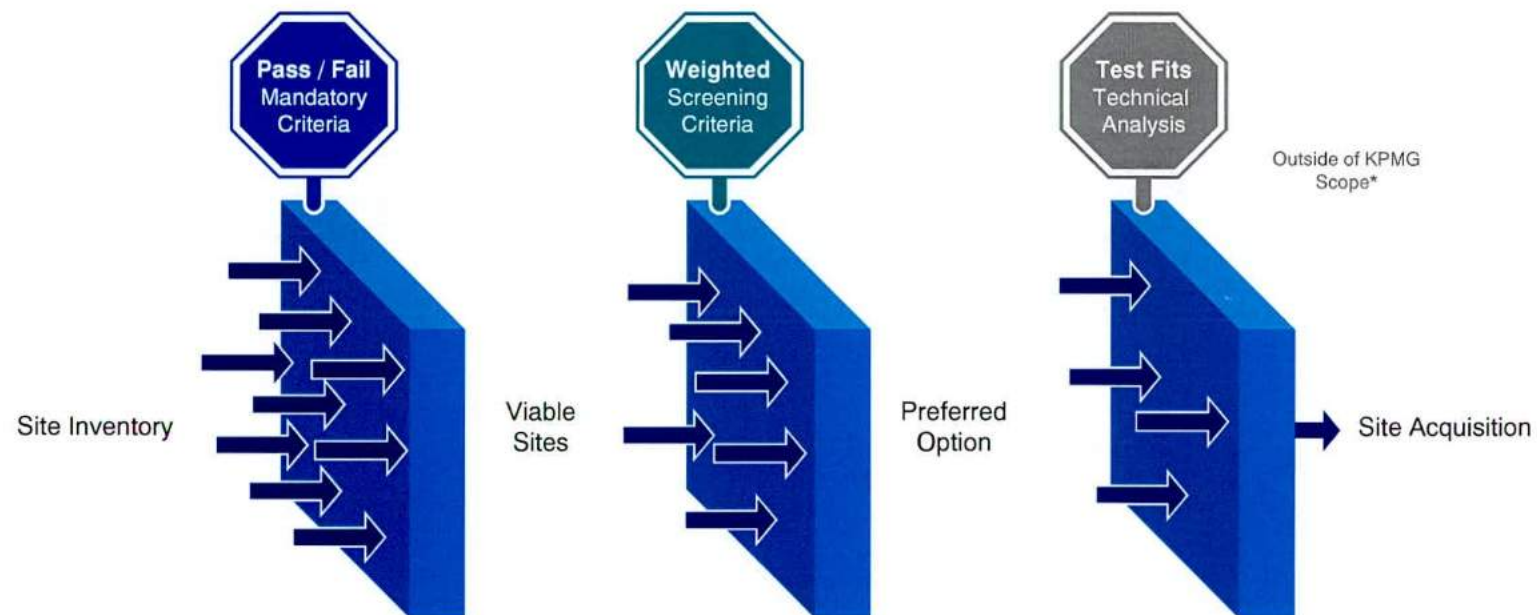 Pass / Fail
Mandatory
Criteria
Weighted
Screening
Criteria
Test Fits
Technical
Analysis
Outside of KPMG
Scope*
Site Inventory
Viable
Sites
Preferred
Option
Site Acquisition